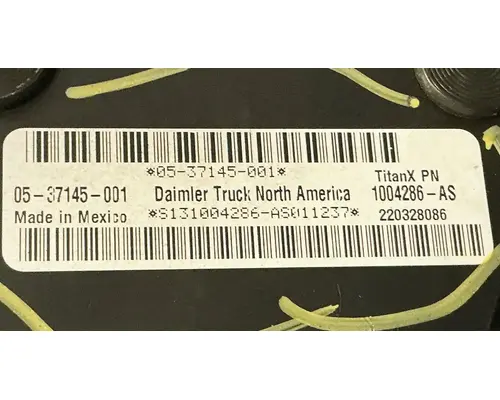 *05-37145-001* TitanX PN
05-37145-001 Daimler Truck North America 1004286-AS
Made in Mexico *S131004286-AS011237* 220328086